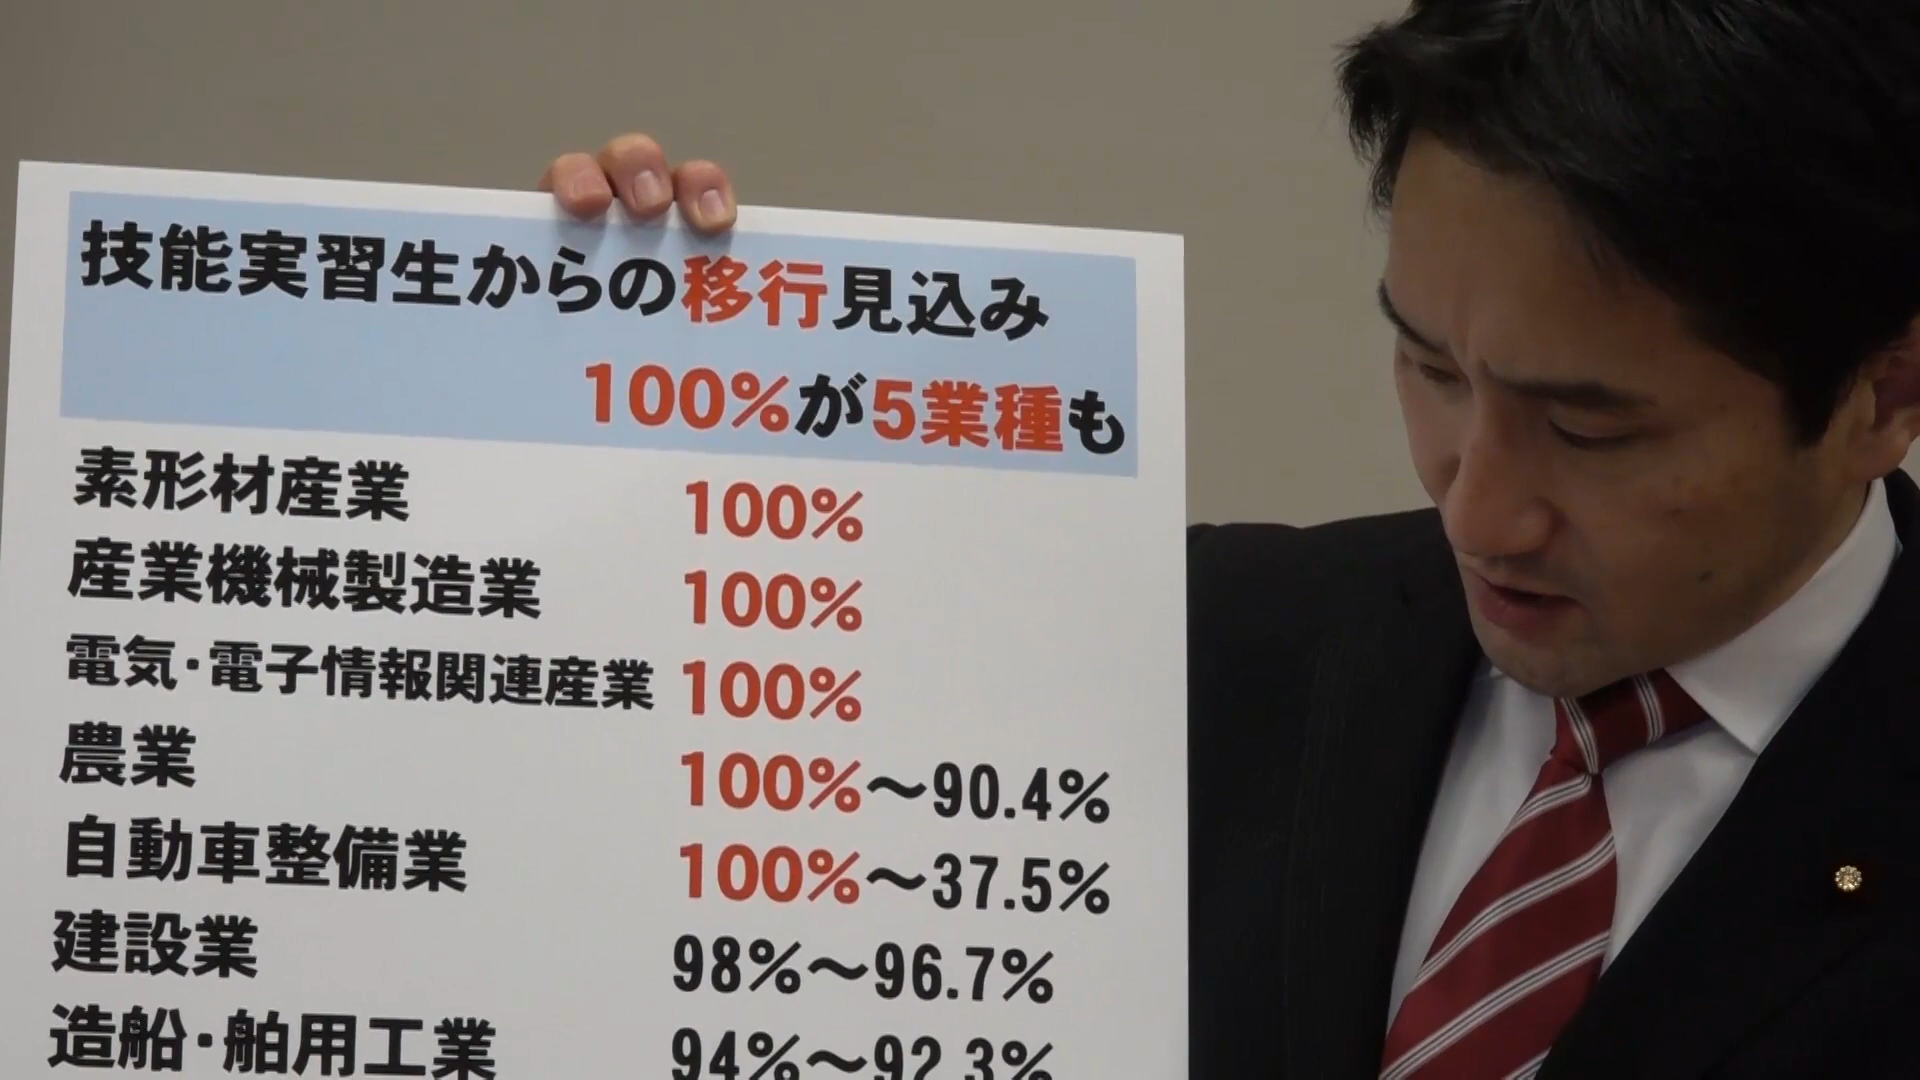 技能実習生からの移行見込み
100%が5業種も
素形材産業 100%
産業機械製造業 100%
電気・電子情報関連産業 100%
農業 100%～90.4%
自動車整備業 100%～37.5%
建設業 98%～96.7%
造船・舶用工業 94%～92.3%